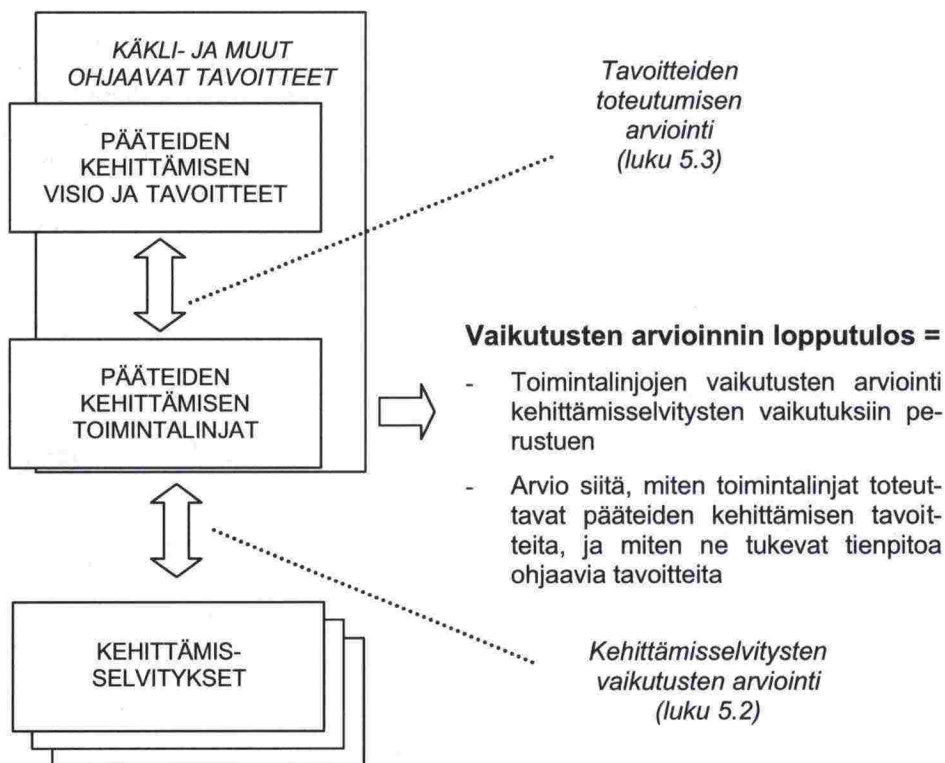 KÄKLI- JA MUUT
OHJAAVAT TAVOITTEET
PÄÄTEIDEN
KEHITTÄMISEN
VISIO JA TAVOITTEET
Tavoitteiden
toteutumisen
arviointi
(luku 5.3)
PÄÄTEIDEN
KEHITTÄMISEN
TOIMINTALINJAT
Vaikutusten arvioinnin lopputulos =
- Toimintalinjojen vaikutusten arviointi
kehittämisselvitysten vaikutuksiin pe-
rustuen
- Arvio siitä, miten toimintalinjat toteut-
tavat pääteiden kehittämisen tavoit-
teita, ja miten ne tukevat tienpitoa
ohjaavia tavoitteita
KEHITTÄMIS-
SELVITYKSET
Kehittämisselvitysten
vaikutusten arviointi
(luku 5.2)